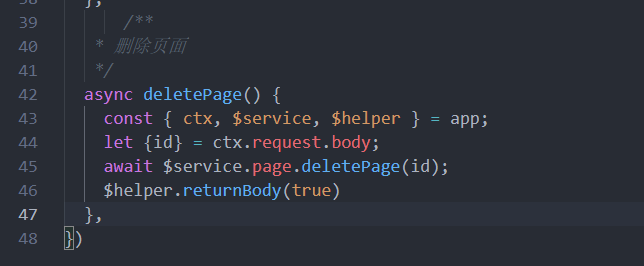 38 },
39 /**
40 * 删除页面
41 */
42 async deletePage() {
43 const { ctx, $service, $helper } = app;
44 let {id} = ctx.request.body;
45 await $service.page.deletePage(id);
46 $helper.returnBody(true)
47 },
48 })